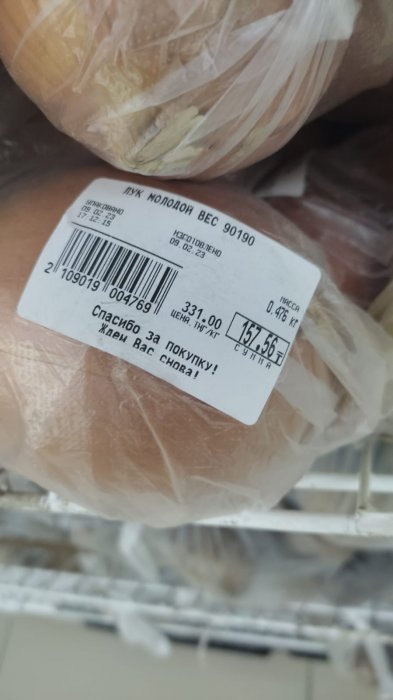 ЛУК МОЛОДОЙ ВЕС 90190
УПАКОВАНО
09.02.23
17:12:15
ИЗГОТОВЛЕНО
09.02.23
МАССА
0.476 кг
2 109019 004769
331.00
ЦЕНА ТНГ/КГ
157.56 ₸
СУММА
Спасибо за ПОКУПКУ!
Ждем Вас снова!